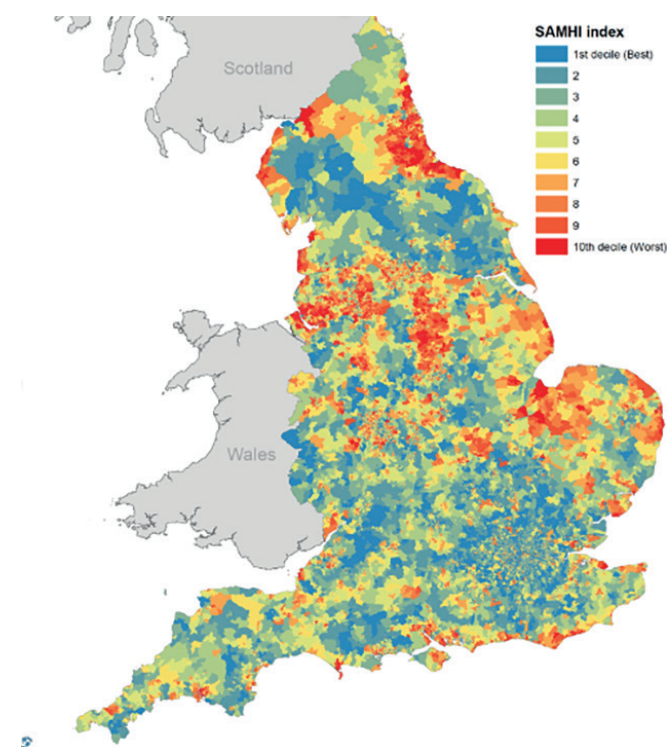 SAMHI index
1st decile (Best)
2
3
4
5
6
7
8
9
10th decile (Worst)
Scotland
Wales